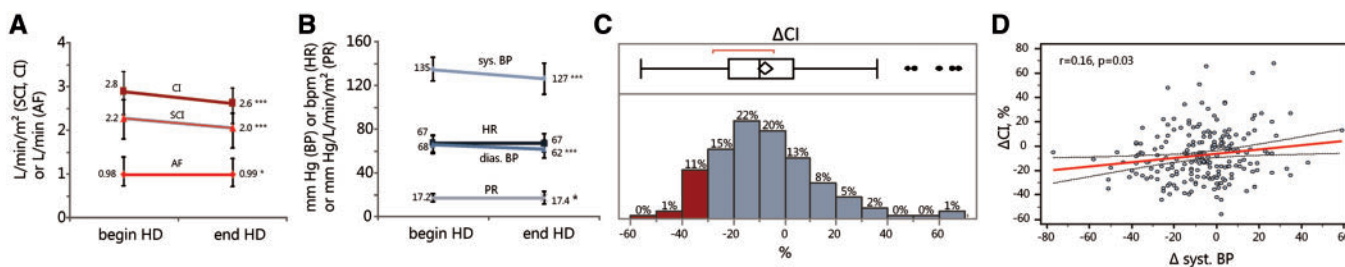 A
L/min/m² (SCI, CI)
or L/min (AF)
4
3
2
1
0
2.8
CI
2.6 ***
2.2
SCI
2.0 ***
AF
0.98
0.99 *
begin HD
end HD
B
mm Hg (BP) or bpm (HR)
or mm Hg/L/min/m² (PR)
160
120
80
40
0
135
sys. BP
127 ***
67
HR
67
68
dias. BP
62 ***
PR
17.2
17.4 *
begin HD
end HD
C
ΔCI
0%
1%
11%
15%
22%
20%
13%
8%
5%
2%
0%
0%
1%
-60
-40
-20
0
20
40
60
%
D
ΔCI, %
80
60
40
20
0
-20
-40
-60
r=0.16, p=0.03
-80
-60
-40
-20
0
20
40
60
Δ syst. BP